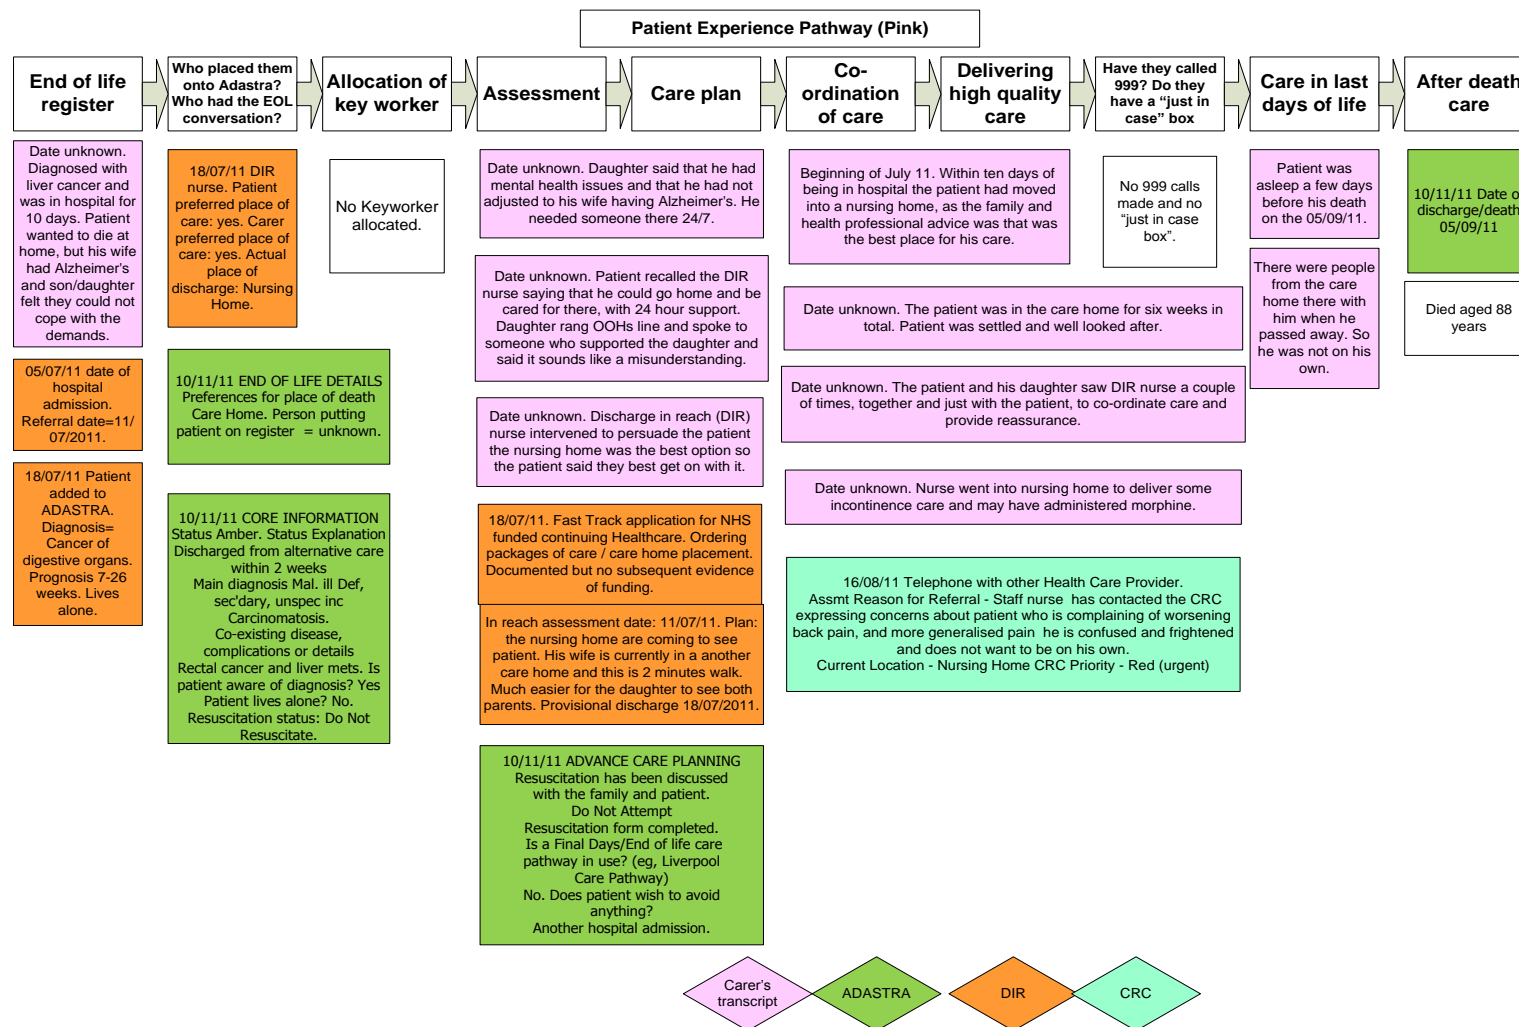 Patient Experience Pathway (Pink)
End of life
register
Who placed them
onto Adastra?
Who had the EOL
conversation?
Allocation of
key worker
Assessment
Care plan
Co-
ordination
of care
Delivering
high quality
care
Have they called
999? Do they
have a “just in
case” box
Care in last
days of life
After death
care
Date unknown.
Diagnosed with
liver cancer and
was in hospital for
10 days. Patient
wanted to die at
home, but his wife
had Alzheimer's
and son/daughter
felt they could not
cope with the
demands.
05/07/11 date of
hospital
admission.
Referral date=11/
07/2011.
18/07/11 Patient
added to
ADASTRA.
Diagnosis=
Cancer of
digestive organs.
Prognosis 7-26
weeks. Lives
alone.
18/07/11 DIR
nurse. Patient
preferred place of
care: yes. Carer
preferred place of
care: yes. Actual
place of
discharge: Nursing
Home.
10/11/11 END OF LIFE DETAILS
Preferences for place of death
Care Home. Person putting
patient on register = unknown.
10/11/11 CORE INFORMATION
Status Amber. Status Explanation
Discharged from alternative care
within 2 weeks
Main diagnosis Mal. ill Def,
sec'dary, unspec inc
Carcinomatosis.
Co-existing disease,
complications or details
Rectal cancer and liver mets. Is
patient aware of diagnosis? Yes
Patient lives alone? No.
Resuscitation status: Do Not
Resuscitate.
No Keyworker
allocated.
Date unknown. Daughter said that he had
mental health issues and that he had not
adjusted to his wife having Alzheimer's. He
needed someone there 24/7.
Date unknown. Patient recalled the DIR
nurse saying that he could go home and be
cared for there, with 24 hour support.
Daughter rang OOHs line and spoke to
someone who supported the daughter and
said it sounds like a misunderstanding.
Date unknown. Discharge in reach (DIR)
nurse intervened to persuade the patient
the nursing home was the best option so
the patient said they best get on with it.
18/07/11. Fast Track application for NHS
funded continuing Healthcare. Ordering
packages of care / care home placement.
Documented but no subsequent evidence
of funding.
In reach assessment date: 11/07/11. Plan:
the nursing home are coming to see
patient. His wife is currently in a another
care home and this is 2 minutes walk.
Much easier for the daughter to see both
parents. Provisional discharge 18/07/2011.
10/11/11 ADVANCE CARE PLANNING
Resuscitation has been discussed
with the family and patient.
Do Not Attempt
Resuscitation form completed.
Is a Final Days/End of life care
pathway in use? (eg, Liverpool
Care Pathway)
No. Does patient wish to avoid
anything?
Another hospital admission.
Beginning of July 11. Within ten days of
being in hospital the patient had moved
into a nursing home, as the family and
health professional advice was that was
the best place for his care.
Date unknown. The patient was in the care home for six weeks in
total. Patient was settled and well looked after.
Date unknown. The patient and his daughter saw DIR nurse a couple
of times, together and just with the patient, to co-ordinate care and
provide reassurance.
Date unknown. Nurse went into nursing home to deliver some
incontinence care and may have administered morphine.
16/08/11 Telephone with other Health Care Provider.
Assmt Reason for Referral - Staff nurse has contacted the CRC
expressing concerns about patient who is complaining of worsening
back pain, and more generalised pain he is confused and frightened
and does not want to be on his own.
Current Location - Nursing Home CRC Priority - Red (urgent)
No 999 calls
made and no
“just in case
box”.
Patient was
asleep a few days
before his death
on the 05/09/11.
There were people
from the care
home there with
him when he
passed away. So
he was not on his
own.
10/11/11 Date
discharge/death
05/09/11
Died aged 88
years
Carer's
transcript
ADASTRA
DIR
CRC